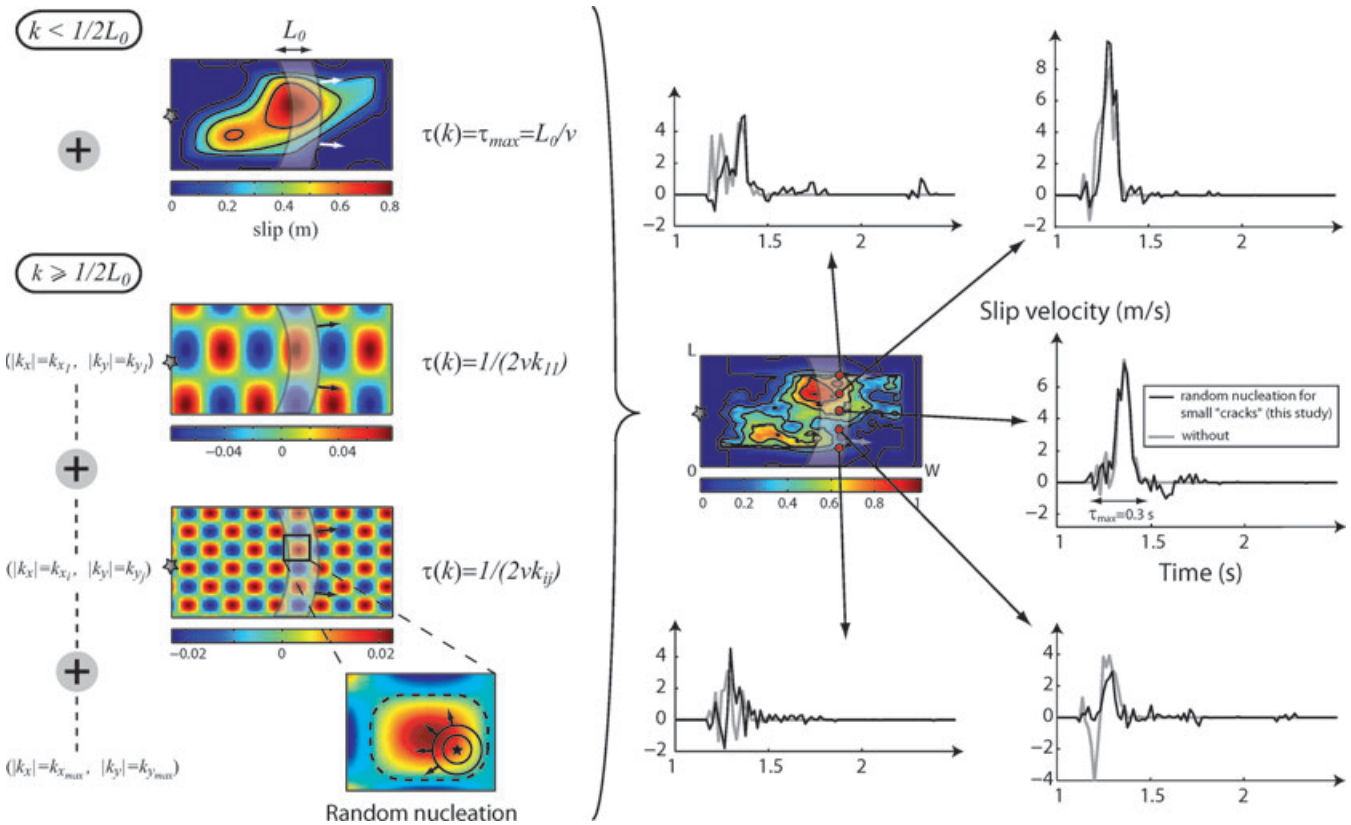 k < 1/2L₀
L₀
τ(k)=τmax=L₀/v
0 0.2 0.4 0.6 0.8
slip (m)
k ⩾ 1/2L₀
(|kx|=kx₁, |ky|=ky₁)
τ(k)=1/(2vk₁₁)
−0.04 0 0.04
(|kx|=kxᵢ, |ky|=kyⱼ)
τ(k)=1/(2vkᵢⱼ)
−0.02 0 0.02
(|kx|=kxmax, |ky|=kymax)
Random nucleation
4
2
0
−2
1 1.5 2
8
6
4
2
0
−2
1 1.5 2
Slip velocity (m/s)
L
0
W
0 0.2 0.4 0.6 0.8 1
6
4
2
0
−2
random nucleation for
small "cracks" (this study)
without
τmax=0.3 s
1 1.5 2
Time (s)
4
2
0
−2
1 1.5 2
4
2
0
−2
−4
1 1.5 2